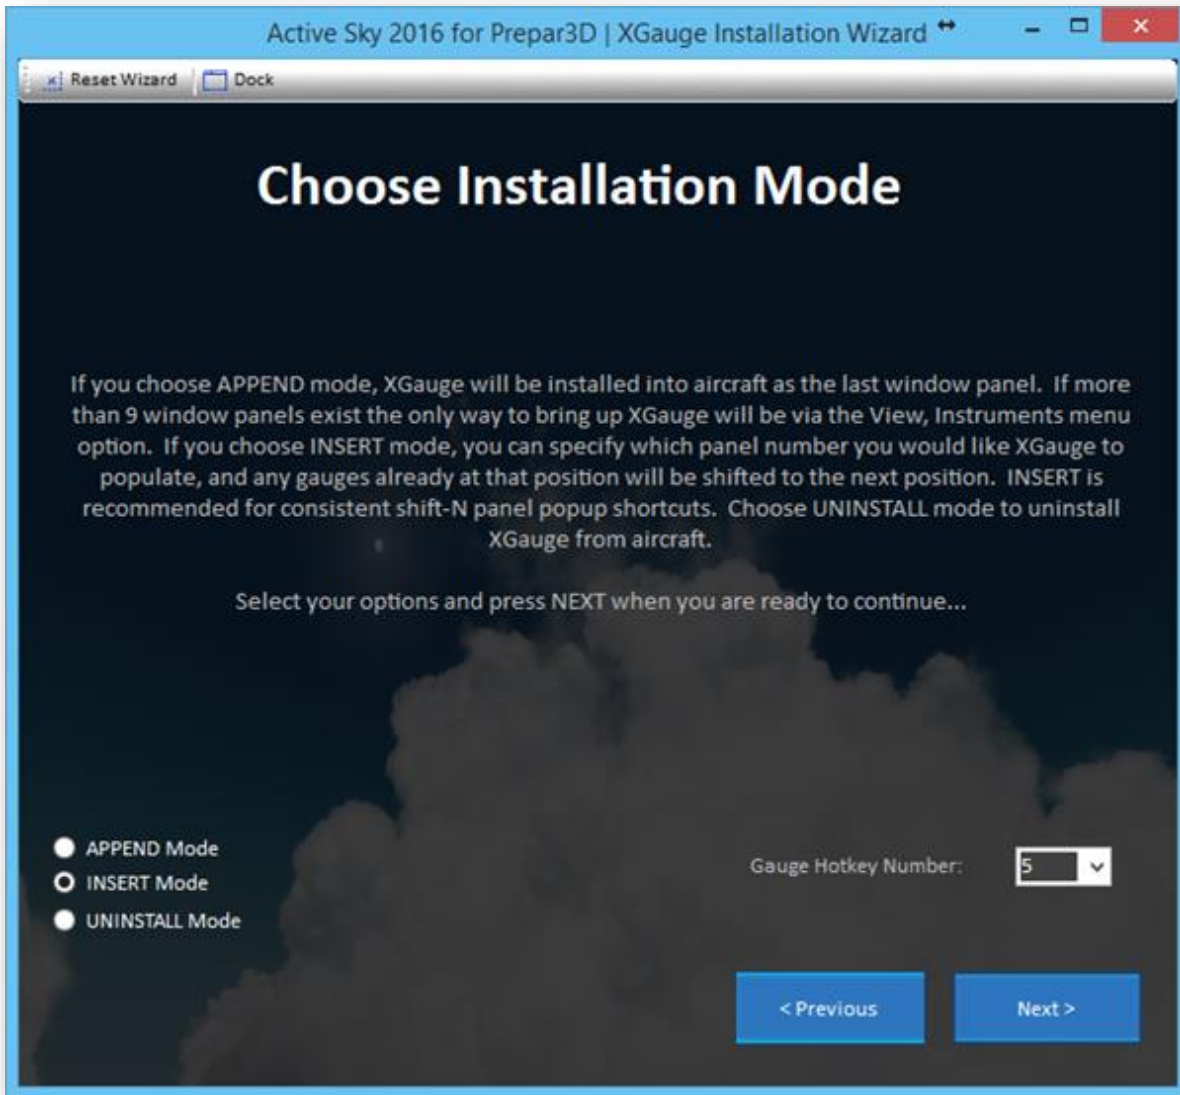 Active Sky 2016 for Prepar3D | XGauge Installation Wizard
Reset Wizard Dock
Choose Installation Mode
If you choose APPEND mode, XGauge will be installed into aircraft as the last window panel. If more
than 9 window panels exist the only way to bring up XGauge will be via the View, Instruments menu
option. If you choose INSERT mode, you can specify which panel number you would like XGauge to
populate, and any gauges already at that position will be shifted to the next position. INSERT is
recommended for consistent shift-N panel popup shortcuts. Choose UNINSTALL mode to uninstall
XGauge from aircraft.
Select your options and press NEXT when you are ready to continue...
APPEND Mode
INSERT Mode
UNINSTALL Mode
Gauge Hotkey Number: 5
< Previous
Next >